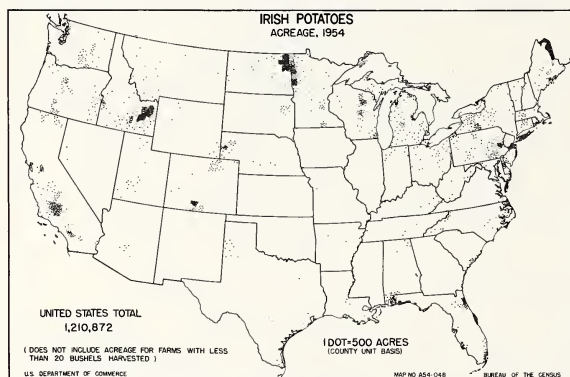 IRISH POTATOES
ACREAGE, 1954
UNITED STATES TOTAL
1,210,872
( DOES NOT INCLUDE ACREAGE FOR FARMS WITH LESS
THAN 20 BUSHELS HARVESTED )
1 DOT=500 ACRES
(COUNTY UNIT BASIS)
U.S. DEPARTMENT OF COMMERCE
MAP NO A54-048
BUREAU OF THE CENSUS